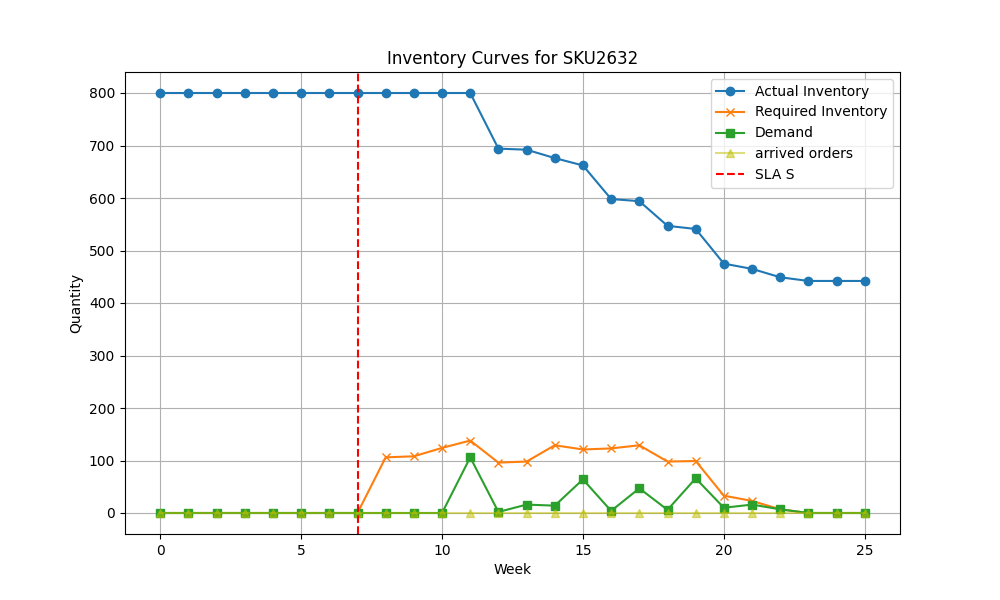 Inventory Curves for SKU2632
Actual Inventory
Required Inventory
Demand
arrived orders
SLA S
Quantity
800
700
600
500
400
300
200
100
0
0 5 10 15 20 25
Week